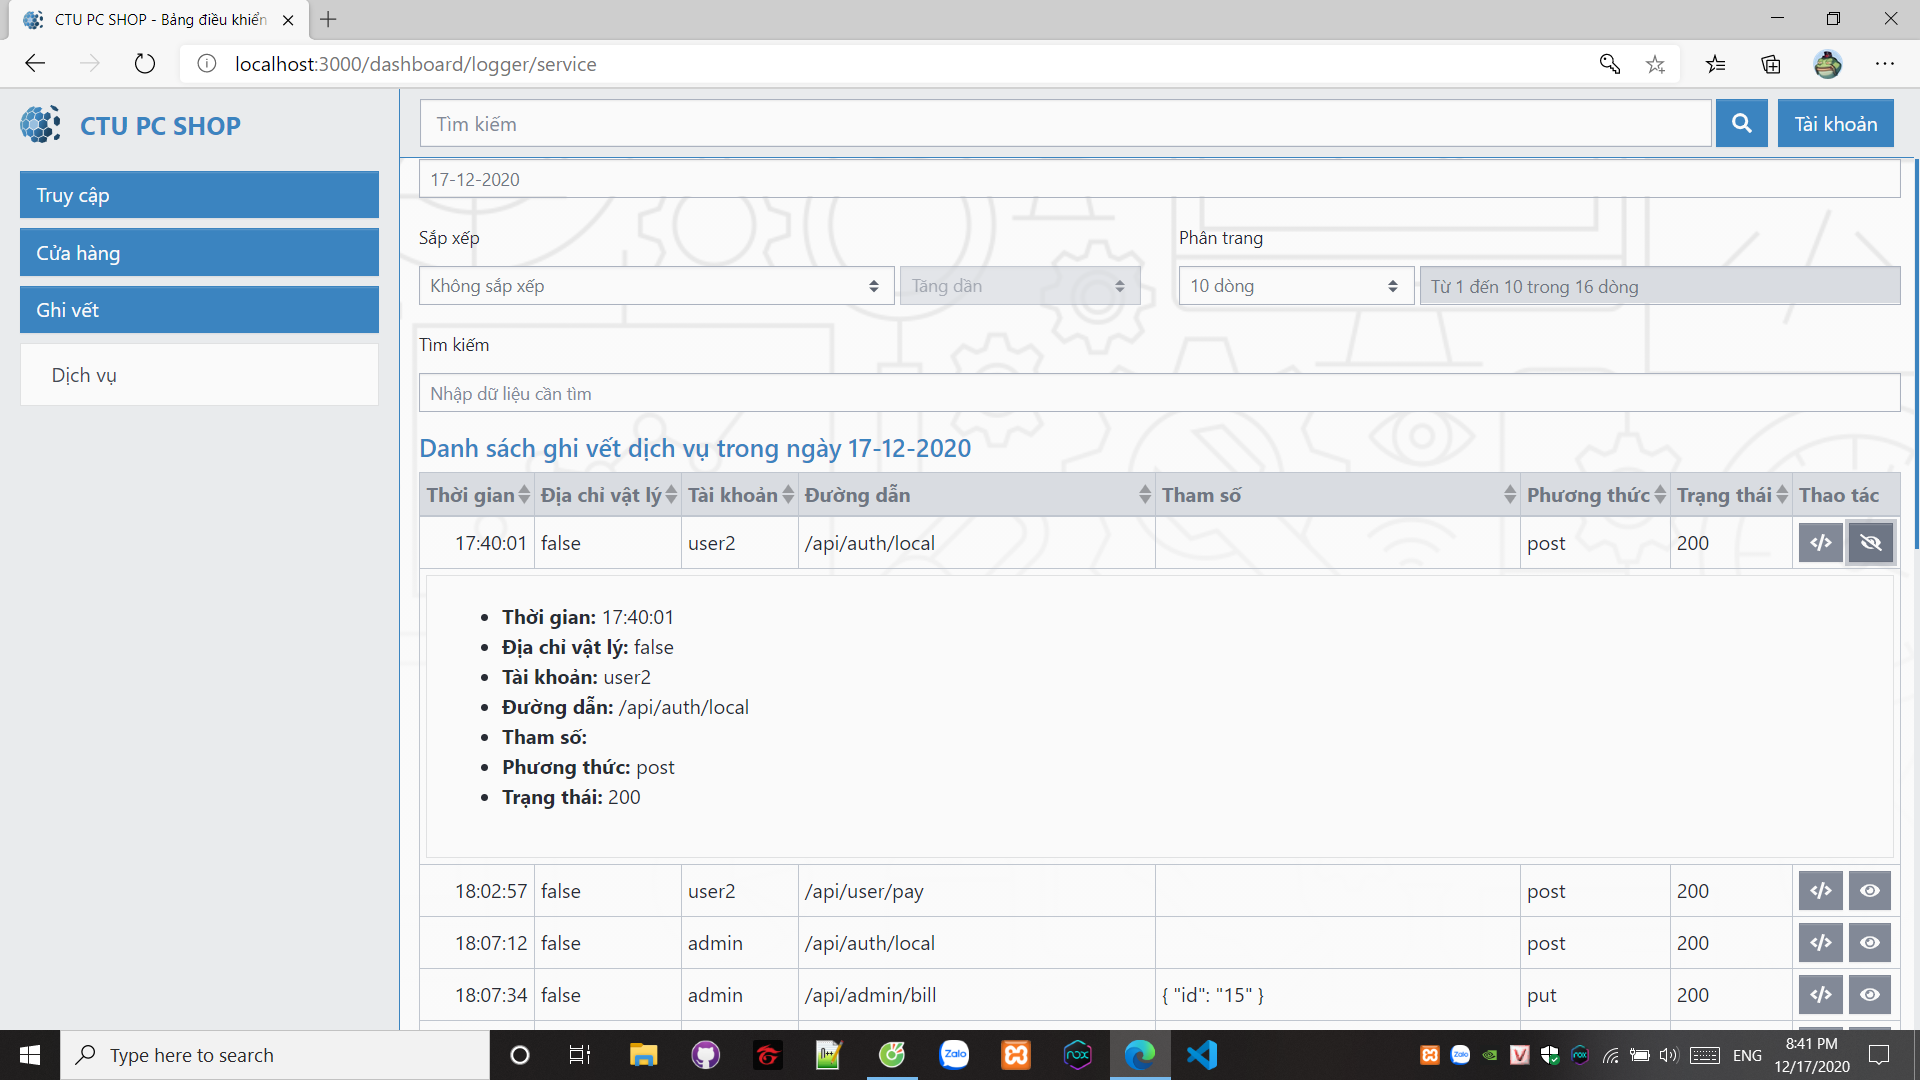 CTU PC SHOP - Bảng điều khiển
localhost:3000/dashboard/logger/service
CTU PC SHOP
Tìm kiếm
Tài khoản
Truy cập
Cửa hàng
Ghi vết
Dịch vụ
17-12-2020
Sắp xếp
Phân trang
Không sắp xếp
Tăng dần
10 dòng
Từ 1 đến 10 trong 16 dòng
Tìm kiếm
Nhập dữ liệu cần tìm
Danh sách ghi vết dịch vụ trong ngày 17-12-2020
Thời gian Địa chỉ vật lý Tài khoản Đường dẫn Tham số Phương thức Trạng thái Thao tác
17:40:01 false user2 /api/auth/local post 200
Thời gian: 17:40:01
Địa chỉ vật lý: false
Tài khoản: user2
Đường dẫn: /api/auth/local
Tham số:
Phương thức: post
Trạng thái: 200
18:02:57 false user2 /api/user/pay post 200
18:07:12 false admin /api/auth/local post 200
18:07:34 false admin /api/admin/bill { "id": "15" } put 200
Type here to search
Zalo
nox
ENG
8:41 PM
12/17/2020